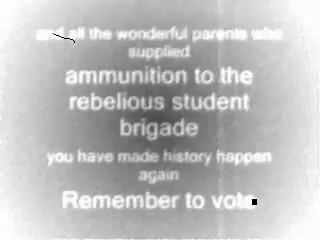 and all the wonderful parents who
supplied
ammunition to the
rebelious student
brigade
you have made history happen
again
Remember to vote